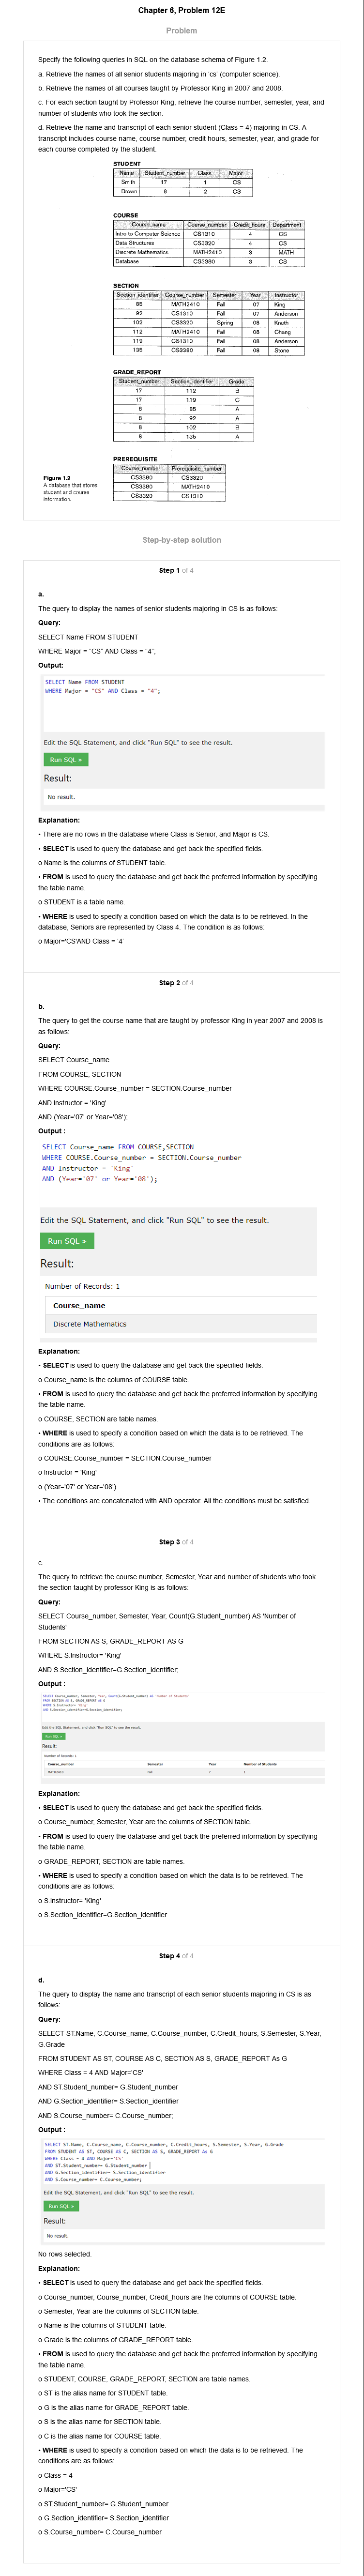 Chapter 6, Problem 12E
Problem
Specify the following queries in SQL on the database schema of Figure 1.2.
a. Retrieve the names of all senior students majoring in 'cs' (computer science).
b. Retrieve the names of all courses taught by Professor King in 2007 and 2008.
c. For each section taught by Professor King, retrieve the course number, semester, year, and
number of students who took the section.
d. Retrieve the name and transcript of each senior student (Class = 4) majoring in CS. A
transcript includes course name, course number, credit hours, semester, year, and grade for
each course completed by the student.
STUDENT
Name Student_number Class Major
Smith 17 1 CS
Brown 8 2 CS
COURSE
Course_name Course_number Credit_hours Department
Intro to Computer Science CS1310 4 CS
Data Structures CS3320 4 CS
Discrete Mathematics MATH2410 3 MATH
Database CS3380 3 CS
SECTION
Section_identifier Course_number Semester Year Instructor
85 MATH2410 Fall 07 King
92 CS1310 Fall 07 Anderson
102 CS3320 Spring 08 Knuth
112 MATH2410 Fall 08 Chang
119 CS1310 Fall 08 Anderson
135 CS3380 Fall 08 Stone
GRADE_REPORT
Student_number Section_identifier Grade
17 112 B
17 119 C
8 85 A
8 92 A
8 102 B
8 135 A
PREREQUISITE
Course_number Prerequisite_number
CS3380 CS3320
CS3380 MATH2410
CS3320 CS1310
Figure 1.2
A database that stores
student and course
information.
Step-by-step solution
Step 1 of 4
a.
The query to display the names of senior students majoring in CS is as follows:
Query:
SELECT Name FROM STUDENT
WHERE Major = "CS" AND Class = "4";
Output:
SELECT Name FROM STUDENT
WHERE Major = "CS" AND Class = "4";
Edit the SQL Statement, and click "Run SQL" to see the result.
Run SQL »
Result:
No result.
Explanation:
• There are no rows in the database where Class is Senior, and Major is CS.
• SELECT is used to query the database and get back the specified fields.
o Name is the columns of STUDENT table.
• FROM is used to query the database and get back the preferred information by specifying
the table name.
o STUDENT is a table name.
• WHERE is used to specify a condition based on which the data is to be retrieved. In the
database, Seniors are represented by Class 4. The condition is as follows:
o Major='CS'AND Class = '4'
Step 2 of 4
b.
The query to get the course name that are taught by professor King in year 2007 and 2008 is
as follows:
Query:
SELECT Course_name
FROM COURSE, SECTION
WHERE COURSE.Course_number = SECTION.Course_number
AND Instructor = 'King'
AND (Year='07' or Year='08');
Output :
SELECT Course_name FROM COURSE,SECTION
WHERE COURSE.Course_number = SECTION.Course_number
AND Instructor = 'King'
AND (Year='07' or Year='08');
Edit the SQL Statement, and click "Run SQL" to see the result.
Run SQL »
Result:
Number of Records: 1
Course_name
Discrete Mathematics
Explanation:
• SELECT is used to query the database and get back the specified fields.
o Course_name is the columns of COURSE table.
• FROM is used to query the database and get back the preferred information by specifying
the table name.
o COURSE, SECTION are table names.
• WHERE is used to specify a condition based on which the data is to be retrieved. The
conditions are as follows:
o COURSE.Course_number = SECTION.Course_number
o Instructor = 'King'
o (Year='07' or Year='08')
• The conditions are concatenated with AND operator. All the conditions must be satisfied.
Step 3 of 4
c.
The query to retrieve the course number, Semester, Year and number of students who took
the section taught by professor King is as follows:
Query:
SELECT Course_number, Semester, Year, Count(G.Student_number) AS 'Number of
Students'
FROM SECTION AS S, GRADE_REPORT AS G
WHERE S.Instructor= 'King'
AND S.Section_identifier=G.Section_identifier;
Output :
SELECT Course_number, Semester, Year, Count(G.Student_number) AS 'Number of Students'
FROM SECTION AS S, GRADE_REPORT AS G
WHERE S.Instructor= 'King'
AND S.Section_identifier=G.Section_identifier;
Edit the SQL Statement, and click "Run SQL" to see the result.
Run SQL »
Result:
Number of Records: 1
Course_number Semester Year Number of Students
MATH2410 Fall 7 1
Explanation:
• SELECT is used to query the database and get back the specified fields.
o Course_number, Semester, Year are the columns of SECTION table.
• FROM is used to query the database and get back the preferred information by specifying
the table name.
o GRADE_REPORT, SECTION are table names.
• WHERE is used to specify a condition based on which the data is to be retrieved. The
conditions are as follows:
o S.Instructor= 'King'
o S.Section_identifier=G.Section_identifier
Step 4 of 4
d.
The query to display the name and transcript of each senior students majoring in CS is as
follows:
Query:
SELECT ST.Name, C.Course_name, C.Course_number, C.Credit_hours, S.Semester, S.Year,
G.Grade
FROM STUDENT AS ST, COURSE AS C, SECTION AS S, GRADE_REPORT As G
WHERE Class = 4 AND Major='CS'
AND ST.Student_number= G.Student_number
AND G.Section_identifier= S.Section_identifier
AND S.Course_number= C.Course_number;
Output :
SELECT ST.Name, C.Course_name, C.Course_number, C.Credit_hours, S.Semester, S.Year, G.Grade
FROM STUDENT AS ST, COURSE AS C, SECTION AS S, GRADE_REPORT As G
WHERE Class = 4 AND Major='CS'
AND ST.Student_number= G.Student_number
AND G.Section_identifier= S.Section_identifier
AND S.Course_number= C.Course_number;
Edit the SQL Statement, and click "Run SQL" to see the result.
Run SQL »
Result:
No result.
No rows selected.
Explanation:
• SELECT is used to query the database and get back the specified fields.
o Course_number, Course_number, Credit_hours are the columns of COURSE table.
o Semester, Year are the columns of SECTION table.
o Name is the columns of STUDENT table.
o Grade is the columns of GRADE_REPORT table.
• FROM is used to query the database and get back the preferred information by specifying
the table name.
o STUDENT, COURSE, GRADE_REPORT, SECTION are table names.
o ST is the alias name for STUDENT table.
o G is the alias name for GRADE_REPORT table.
o S is the alias name for SECTION table.
o C is the alias name for COURSE table.
• WHERE is used to specify a condition based on which the data is to be retrieved. The
conditions are as follows:
o Class = 4
o Major='CS'
o ST.Student_number= G.Student_number
o G.Section_identifier= S.Section_identifier
o S.Course_number= C.Course_number